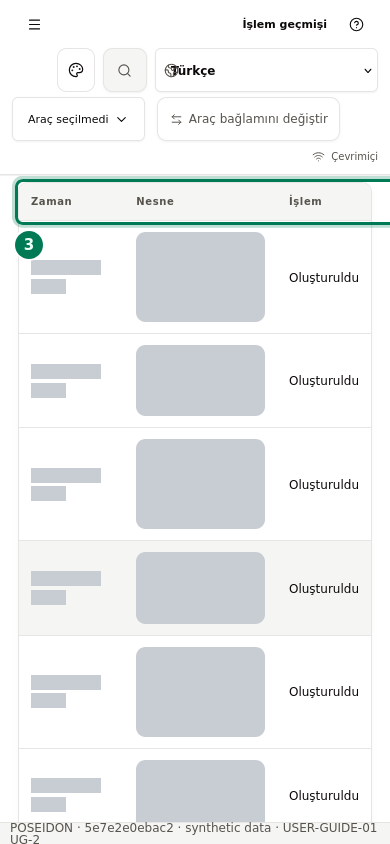 İşlem geçmişi
Türkçe
Araç seçilmedi
Araç bağlamını değiştir
Çevrimiçi
Zaman Nesne İşlem
3
Oluşturuldu
Oluşturuldu
Oluşturuldu
Oluşturuldu
Oluşturuldu
Oluşturuldu
POSEIDON · 5e7e2e0ebac2 · synthetic data · USER-GUIDE-01
UG-2